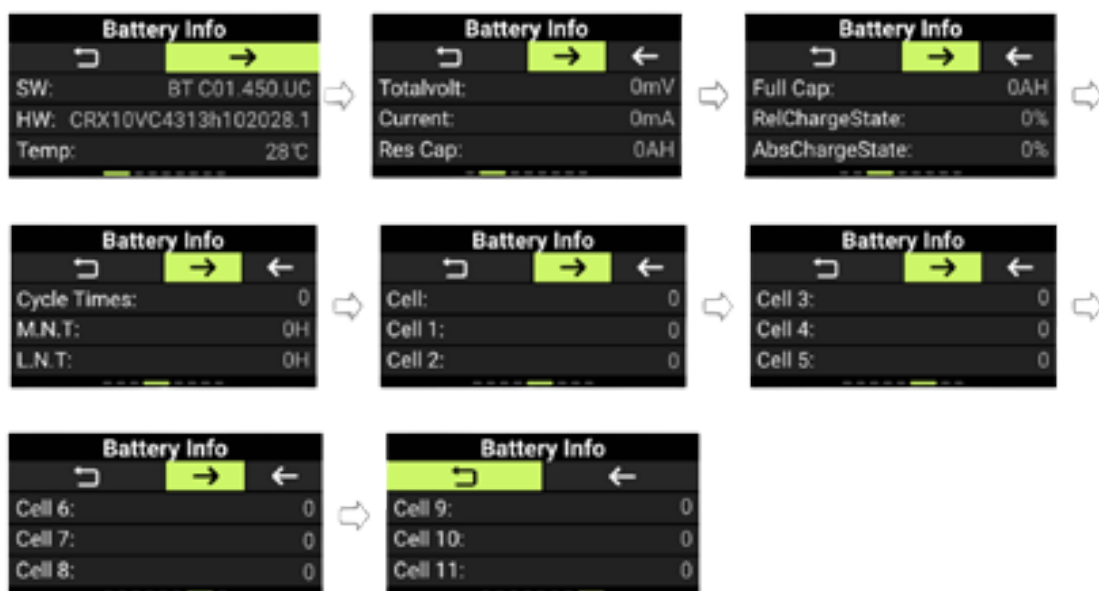 Battery Info
SW: BT C01.450.UC
HW: CRX10VC4313h102028.1
Temp: 28℃
Battery Info
Totalvolt: 0mV
Current: 0mA
Res Cap: 0AH
Battery Info
Full Cap: 0AH
RelChargeState: 0%
AbsChargeState: 0%
Battery Info
Cycle Times: 0
M.N.T: 0H
L.N.T: 0H
Battery Info
Cell: 0
Cell 1: 0
Cell 2: 0
Battery Info
Cell 3: 0
Cell 4: 0
Cell 5: 0
Battery Info
Cell 6: 0
Cell 7: 0
Cell 8: 0
Battery Info
Cell 9: 0
Cell 10: 0
Cell 11: 0